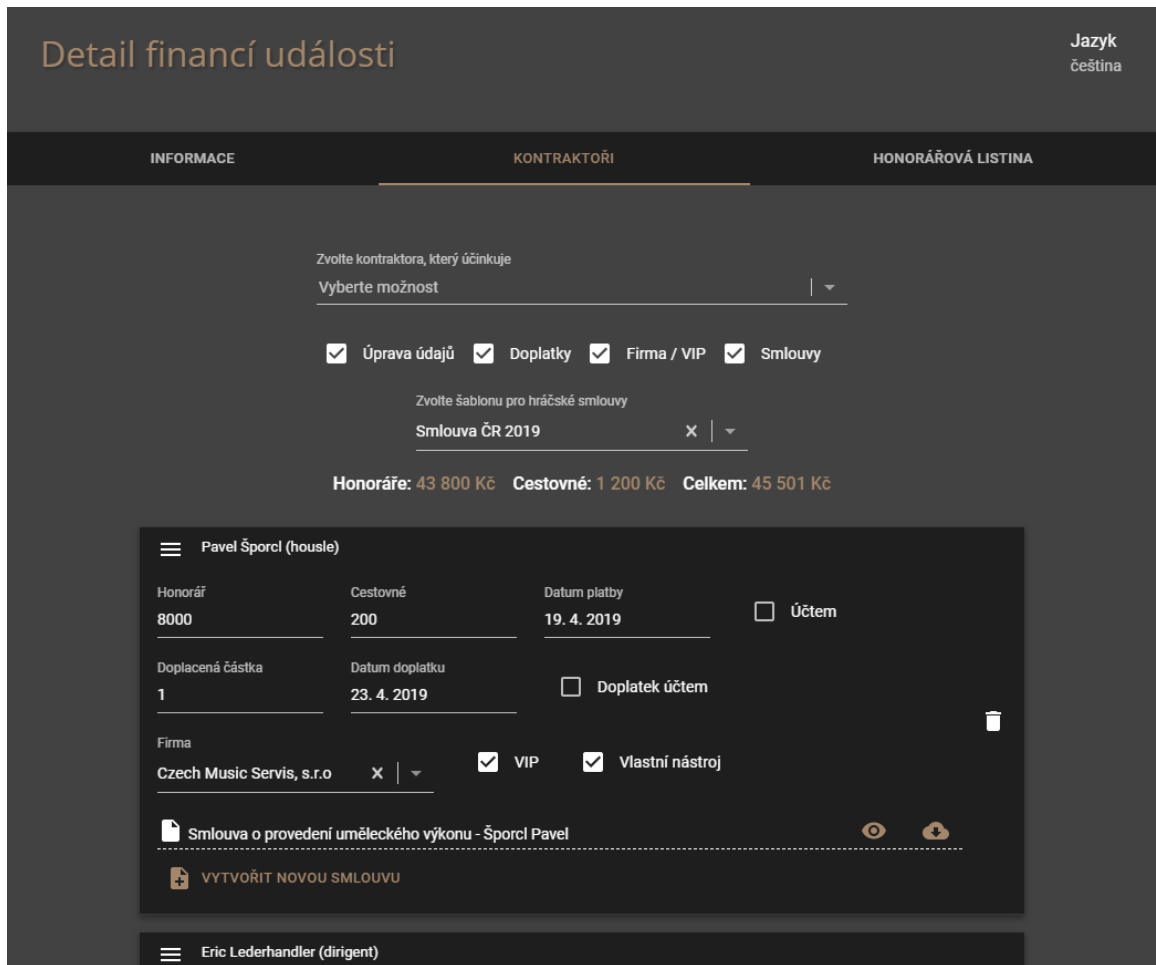 Detail financí události
Jazyk
čeština
INFORMACE KONTRAKTOŘI HONORÁŘOVÁ LISTINA
Zvolte kontraktora, který účinkuje
Vyberte možnost
Úprava údajů Doplatky Firma / VIP Smlouvy
Zvolte šablonu pro hráčské smlouvy
Smlouva ČR 2019
Honoráře: 43 800 Kč Cestovné: 1 200 Kč Celkem: 45 501 Kč
Pavel Šporcl (housle)
Honorář Cestovné Datum platby
8000 200 19. 4. 2019 Účtem
Doplacená částka Datum doplatku
1 23. 4. 2019 Doplatek účtem
Firma
Czech Music Servis, s.r.o VIP Vlastní nástroj
Smlouva o provedení uměleckého výkonu - Šporcl Pavel
VYTVOŘIT NOVOU SMLOUVU
Eric Lederhandler (dirigent)